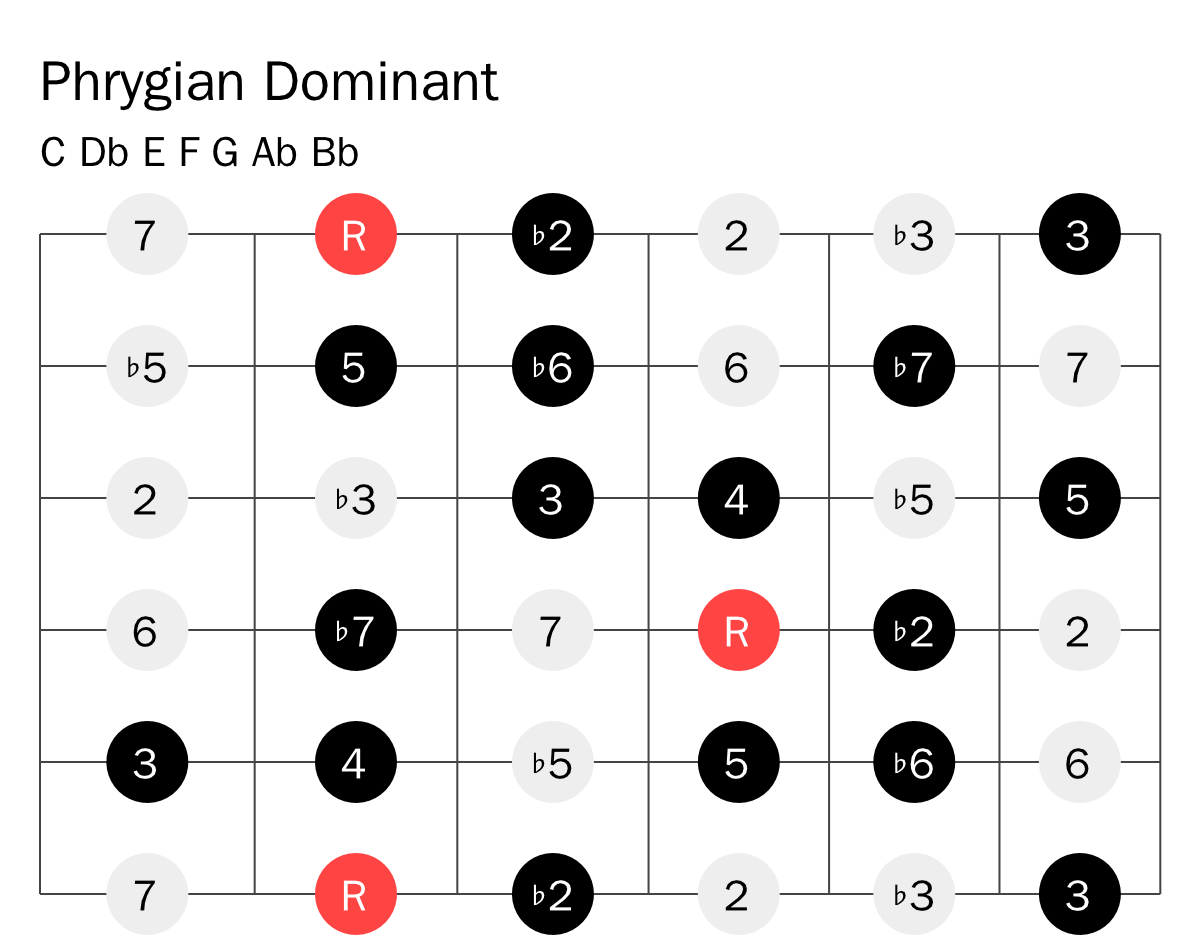 Phrygian Dominant
C Db E F G Ab Bb
7 R ♭2 2 ♭3 3
♭5 5 ♭6 6 ♭7 7
2 ♭3 3 4 ♭5 5
6 ♭7 7 R ♭2 2
3 4 ♭5 5 ♭6 6
7 R ♭2 2 ♭3 3